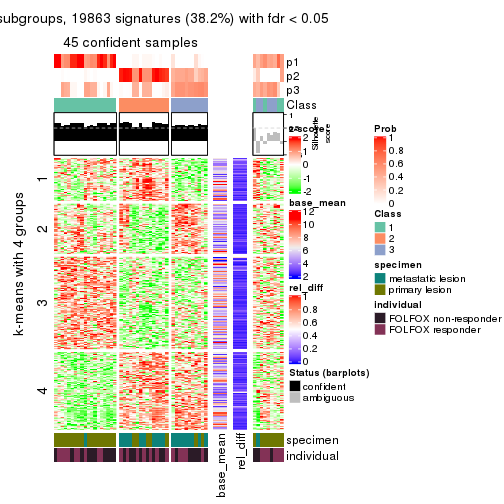 subgroups, 19863 signatures (38.2%) with fdr < 0.05
45 confident samples
p1
p2
p3
Class
1
Silhouette
score
z-score
2
1
0
-1
-2
base_mean
12
10
8
6
4
2
rel_diff
1
0.8
0.6
0.4
0.2
0
Status (barplots)
confident
ambiguous
Prob
1
0.8
0.6
0.4
0.2
0
Class
1
2
3
specimen
metastatic lesion
primary lesion
individual
FOLFOX non-responder
FOLFOX responder
k-means with 4 groups
1
2
3
4
specimen
individual
base_mean
rel_diff